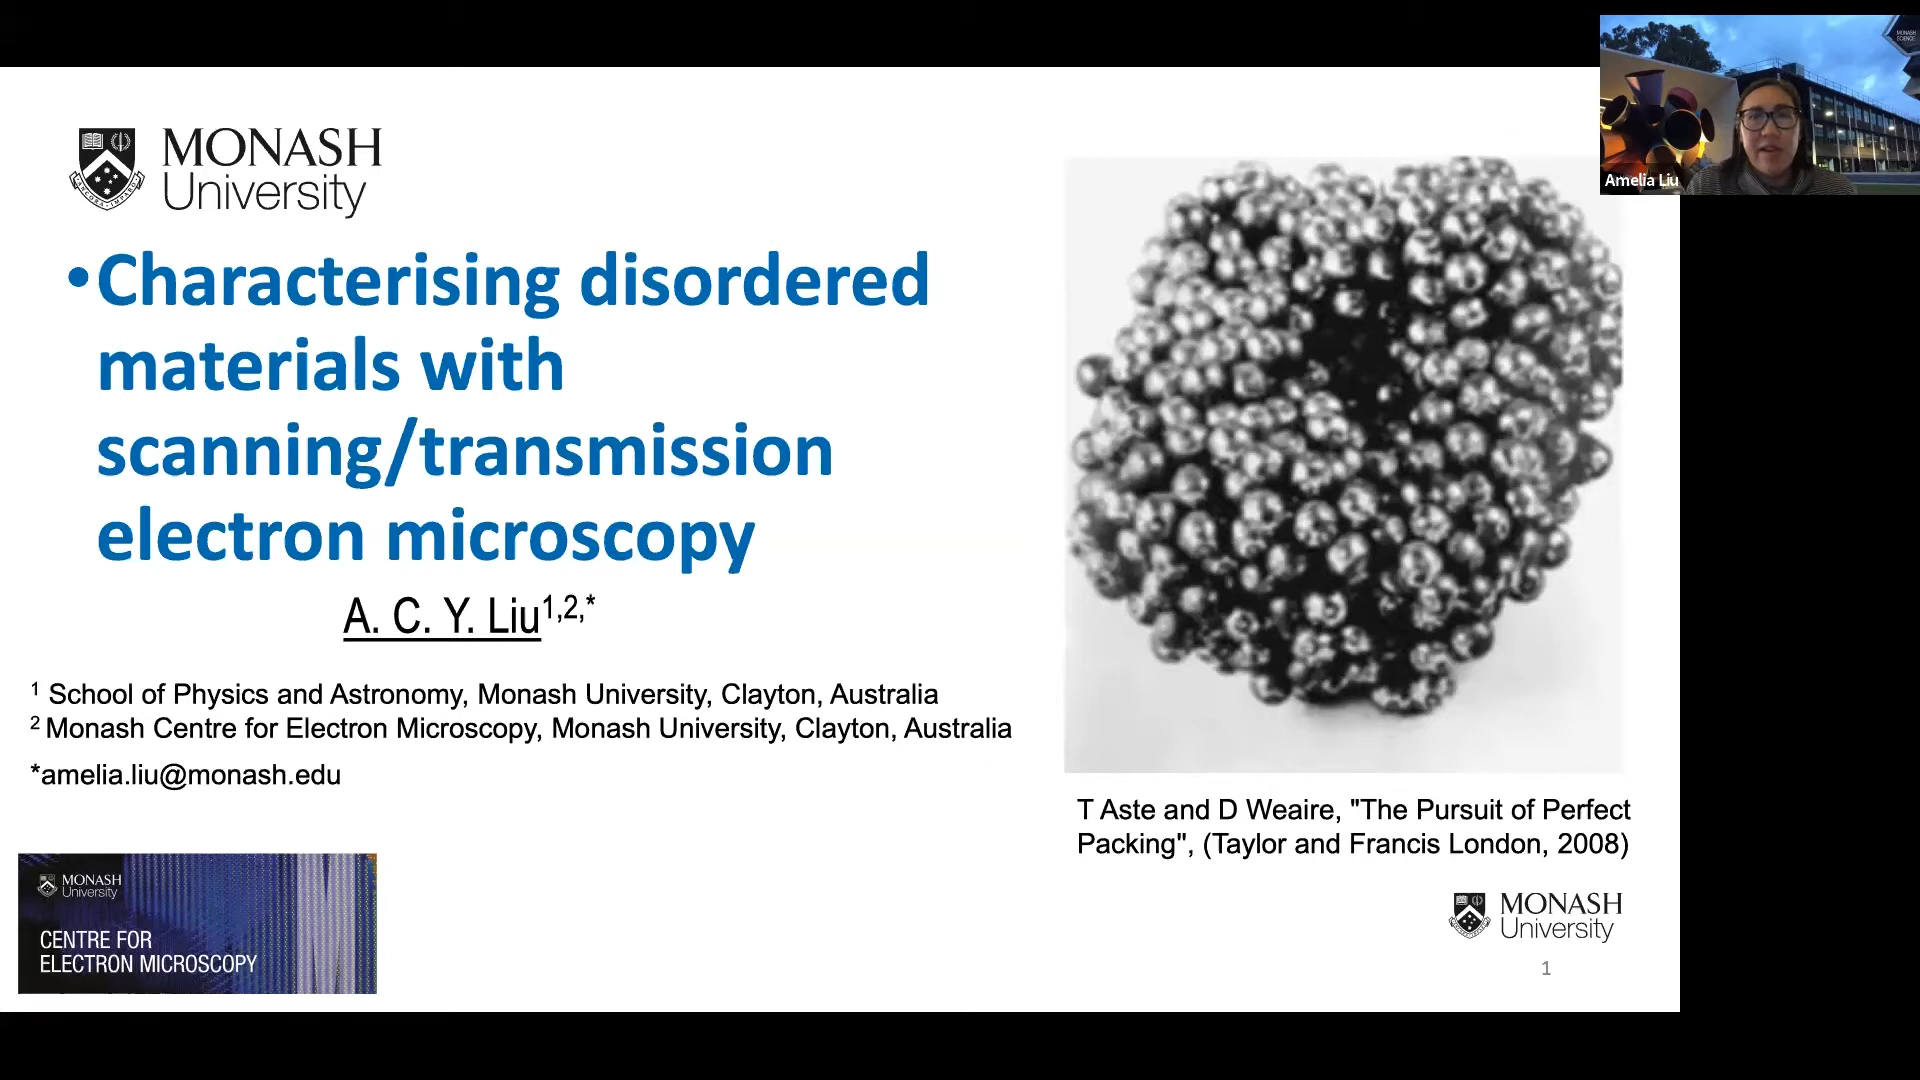 MONASH
University
•Characterising disordered
materials with
scanning/transmission
electron microscopy
A. C. Y. Liu1,2,*
1 School of Physics and Astronomy, Monash University, Clayton, Australia
2 Monash Centre for Electron Microscopy, Monash University, Clayton, Australia
*amelia.liu@monash.edu
MONASH
University
CENTRE FOR
ELECTRON MICROSCOPY
T Aste and D Weaire, "The Pursuit of Perfect
Packing", (Taylor and Francis London, 2008)
MONASH
University
1
Amelia Liu
MONASH
SCIENCE